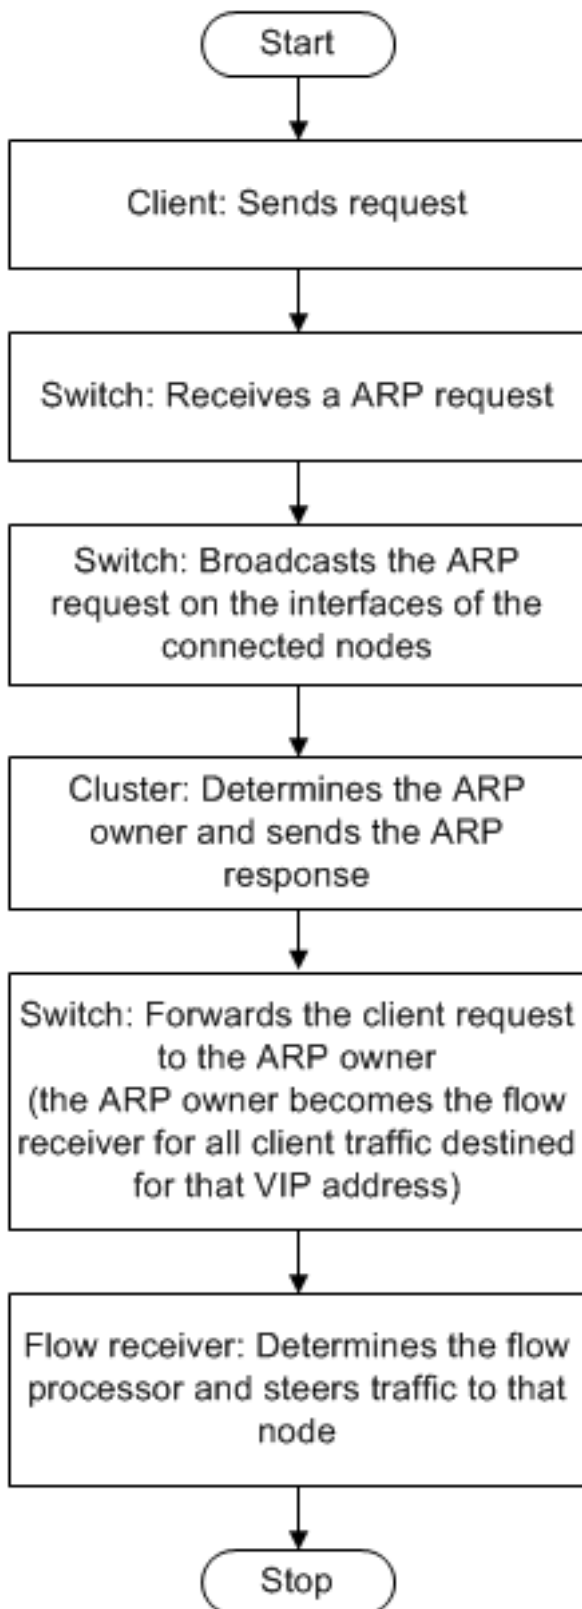 Start
Client: Sends request
Switch: Receives a ARP request
Switch: Broadcasts the ARP
request on the interfaces of the
connected nodes
Cluster: Determines the ARP
owner and sends the ARP
response
Switch: Forwards the client request
to the ARP owner
(the ARP owner becomes the flow
receiver for all client traffic destined
for that VIP address)
Flow receiver: Determines the flow
processor and steers traffic to that
node
Stop